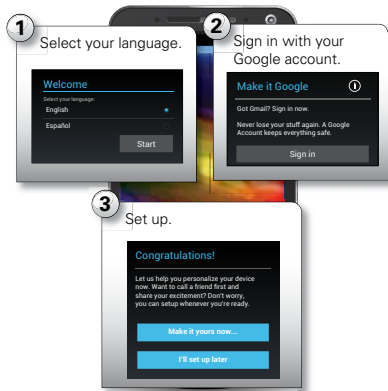 1
Select your language.
Welcome
Select your language:
English
Español
Start
2
Sign in with your
Google account.
Make it Google
Got Gmail? Sign in now.
Never lose your stuff again. A Google
Account keeps everything safe.
Sign in
3
Set up.
Congratulations!
Let us help you personalize your device
now. Want to call a friend first and
share your excitement? Don't worry,
you can setup whenever you're ready.
Make it yours now...
I'll set up later